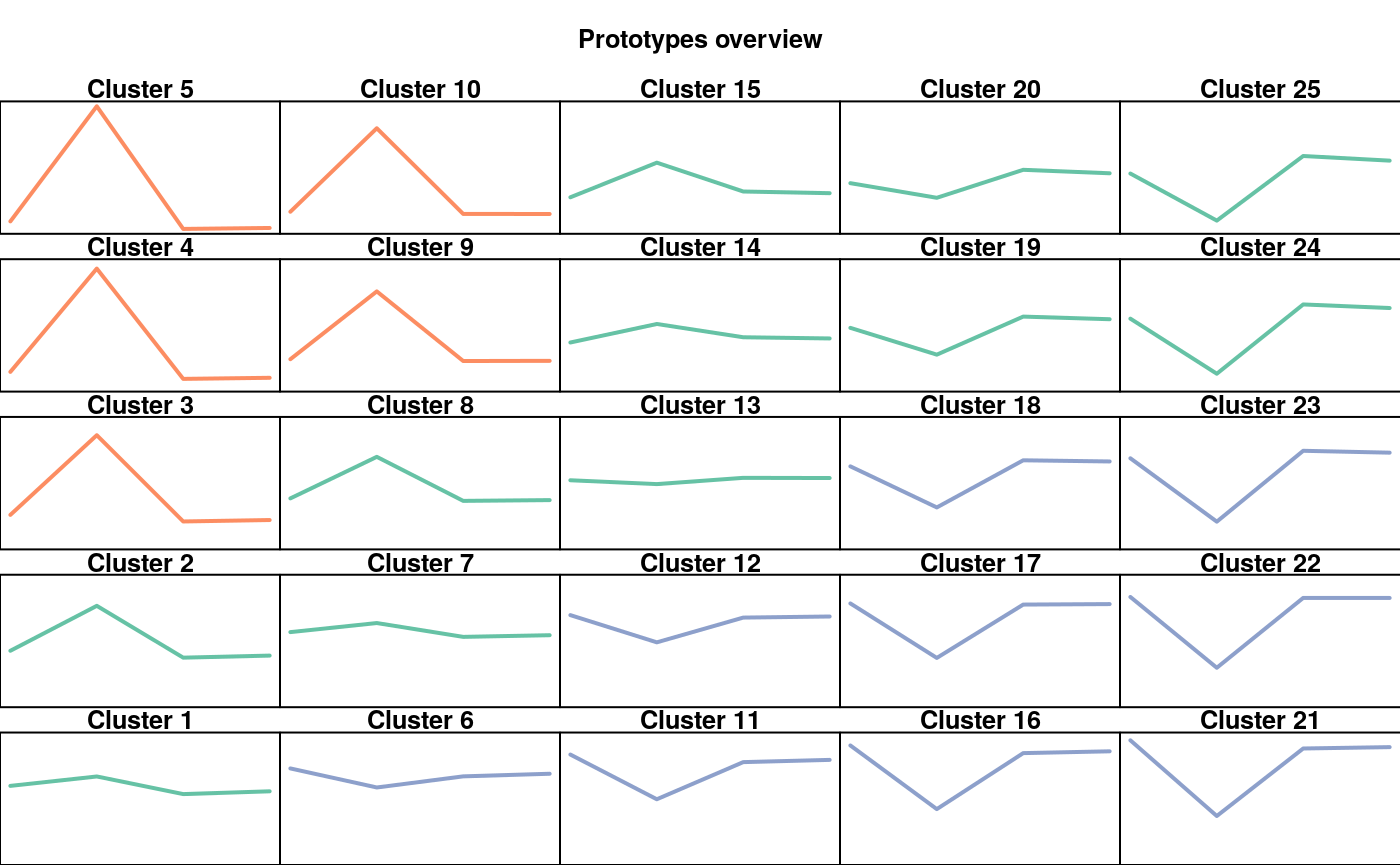 Prototypes overview
Cluster 5 Cluster 10 Cluster 15 Cluster 20 Cluster 25
Cluster 4 Cluster 9 Cluster 14 Cluster 19 Cluster 24
Cluster 3 Cluster 8 Cluster 13 Cluster 18 Cluster 23
Cluster 2 Cluster 7 Cluster 12 Cluster 17 Cluster 22
Cluster 1 Cluster 6 Cluster 11 Cluster 16 Cluster 21